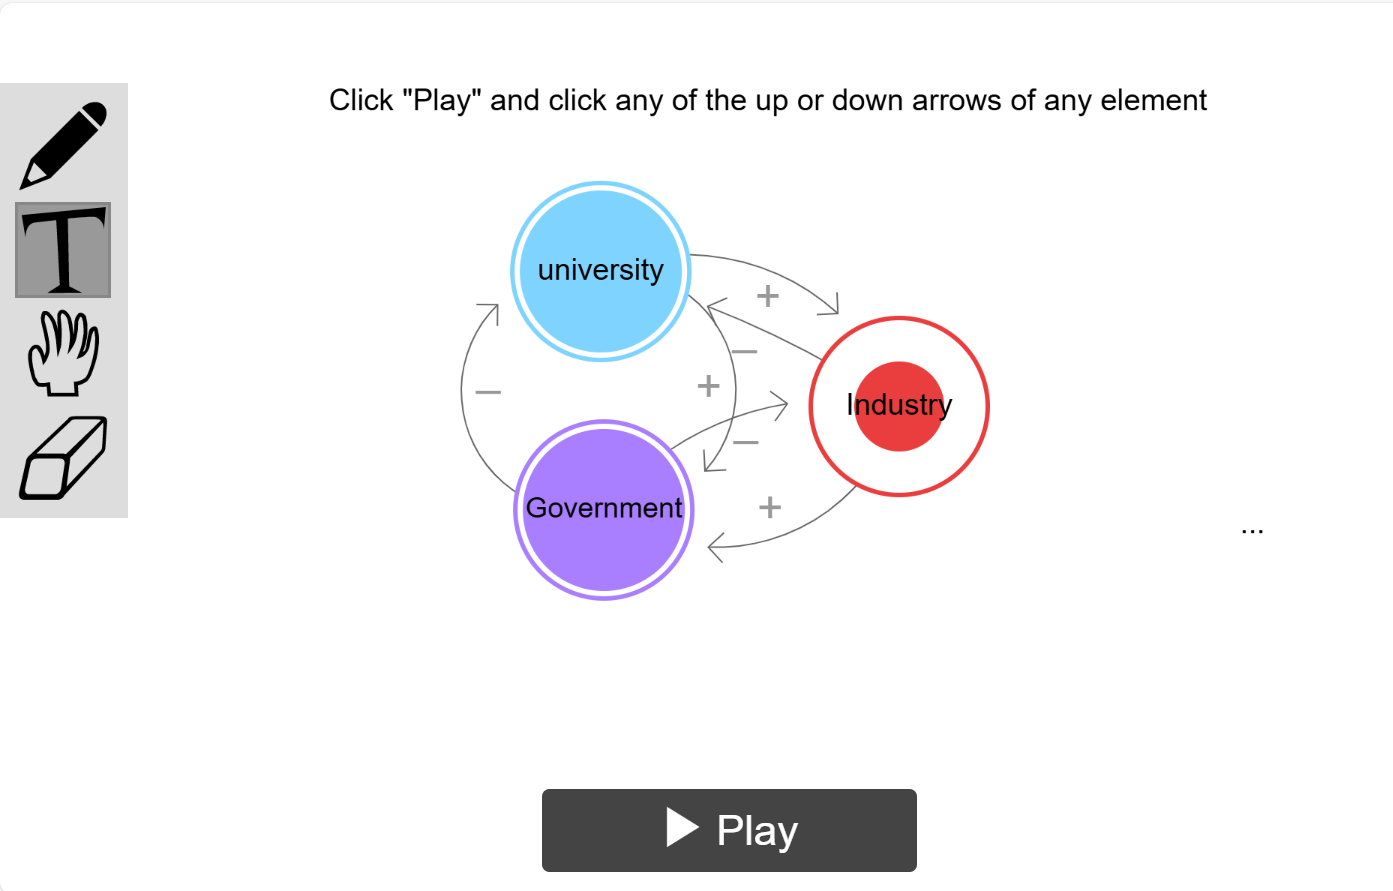 Click "Play" and click any of the up or down arrows of any element
university
+
–
–
+
Industry
–
Government
+
...
Play